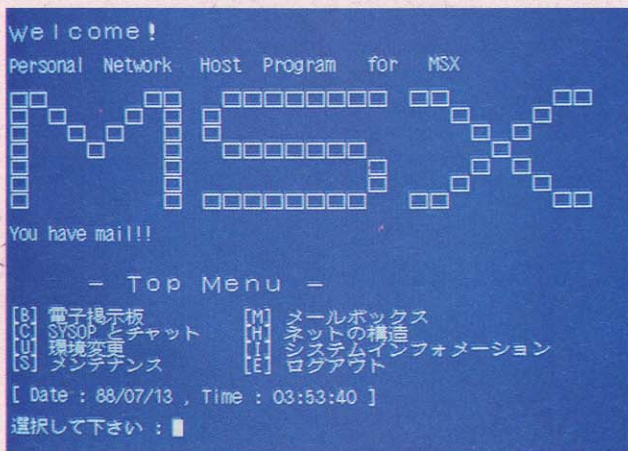 Welcome!
Personal Network Host Program for MSX
MSX
You have mail!!
- Top Menu -
[B] 電子掲示板 [M] メールボックス
[C] SYSOP とチャット [H] ネットの構造
[U] 環境変更 [I] システムインフォメーション
[S] メンテナンス [E] ログアウト
[ Date : 88/07/13 , Time : 03:53:40 ]
選択して下さい :